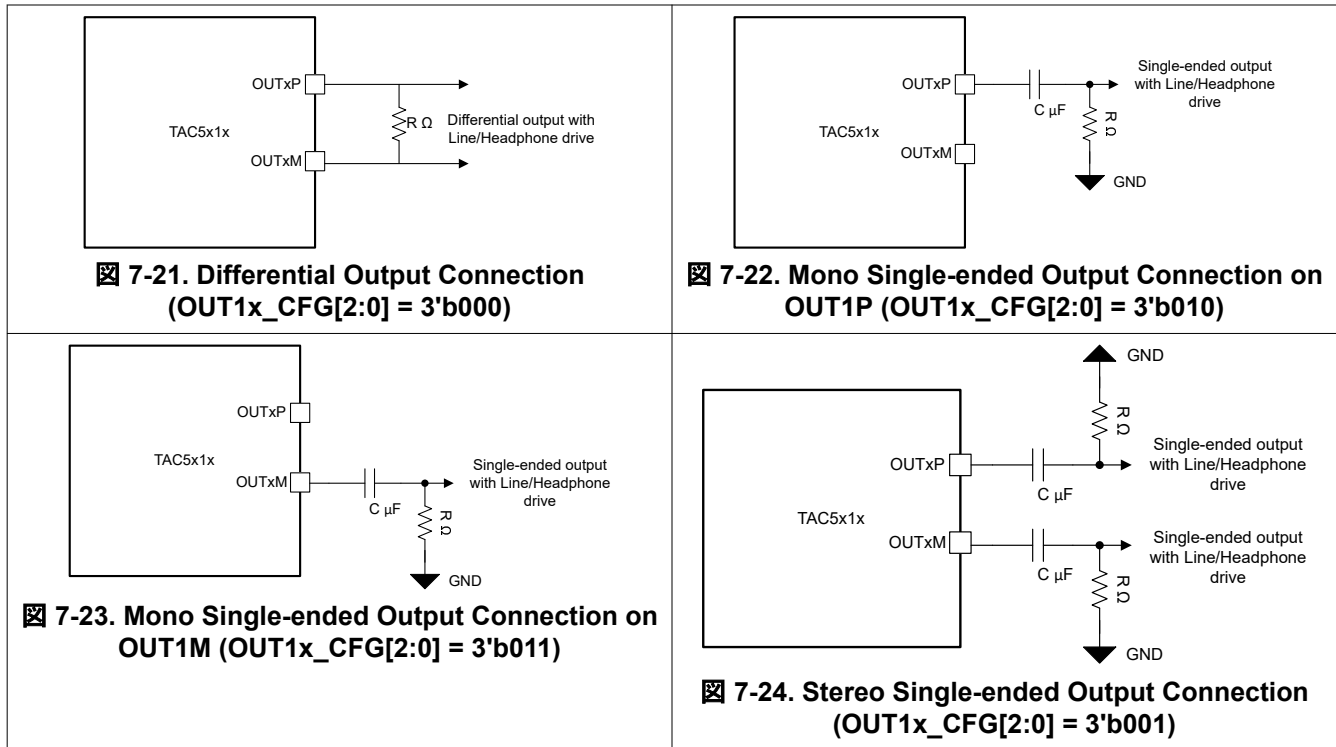 OUTxP
R Ω
Differential output with
Line/Headphone drive
TAC5x1x
OUTxM
図 7-21. Differential Output Connection
(OUT1x_CFG[2:0] = 3'b000)
Single-ended output
with Line/Headphone
drive
OUTxP
C µF
R Ω
TAC5x1x
OUTxM
GND
図 7-22. Mono Single-ended Output Connection on
OUT1P (OUT1x_CFG[2:0] = 3'b010)
OUTxP
TAC5x1x
OUTxM
Single-ended output
with Line/Headphone
drive
C µF
R Ω
GND
図 7-23. Mono Single-ended Output Connection on
OUT1M (OUT1x_CFG[2:0] = 3'b011)
GND
R Ω
Single-ended output
with Line/Headphone
drive
OUTxP
C µF
TAC5x1x
OUTxM
Single-ended output
with Line/Headphone
drive
C µF
R Ω
GND
図 7-24. Stereo Single-ended Output Connection
(OUT1x_CFG[2:0] = 3'b001)